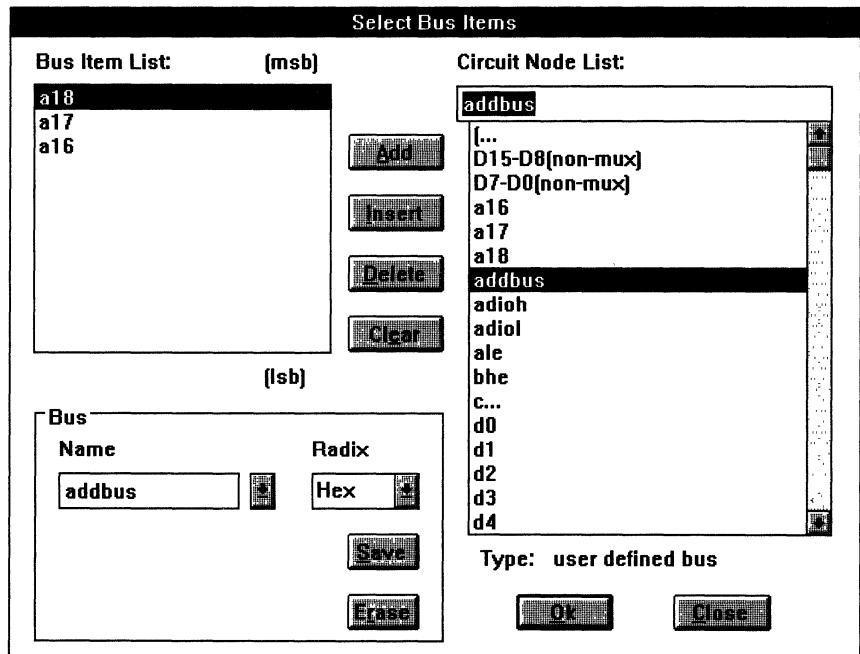 Select Bus Items
Bus Item List: (msb)
a18
a17
a16
Add
Insert
Delete
Clear
(lsb)
Bus
Name Radix
addbus Hex
Save
Erase
Circuit Node List:
addbus
(...
D15-D8(non-mux)
D7-D0(non-mux)
a16
a17
a18
addbus
adioh
adiol
ale
bhe
c...
d0
d1
d2
d3
d4
Type: user defined bus
Ok Close